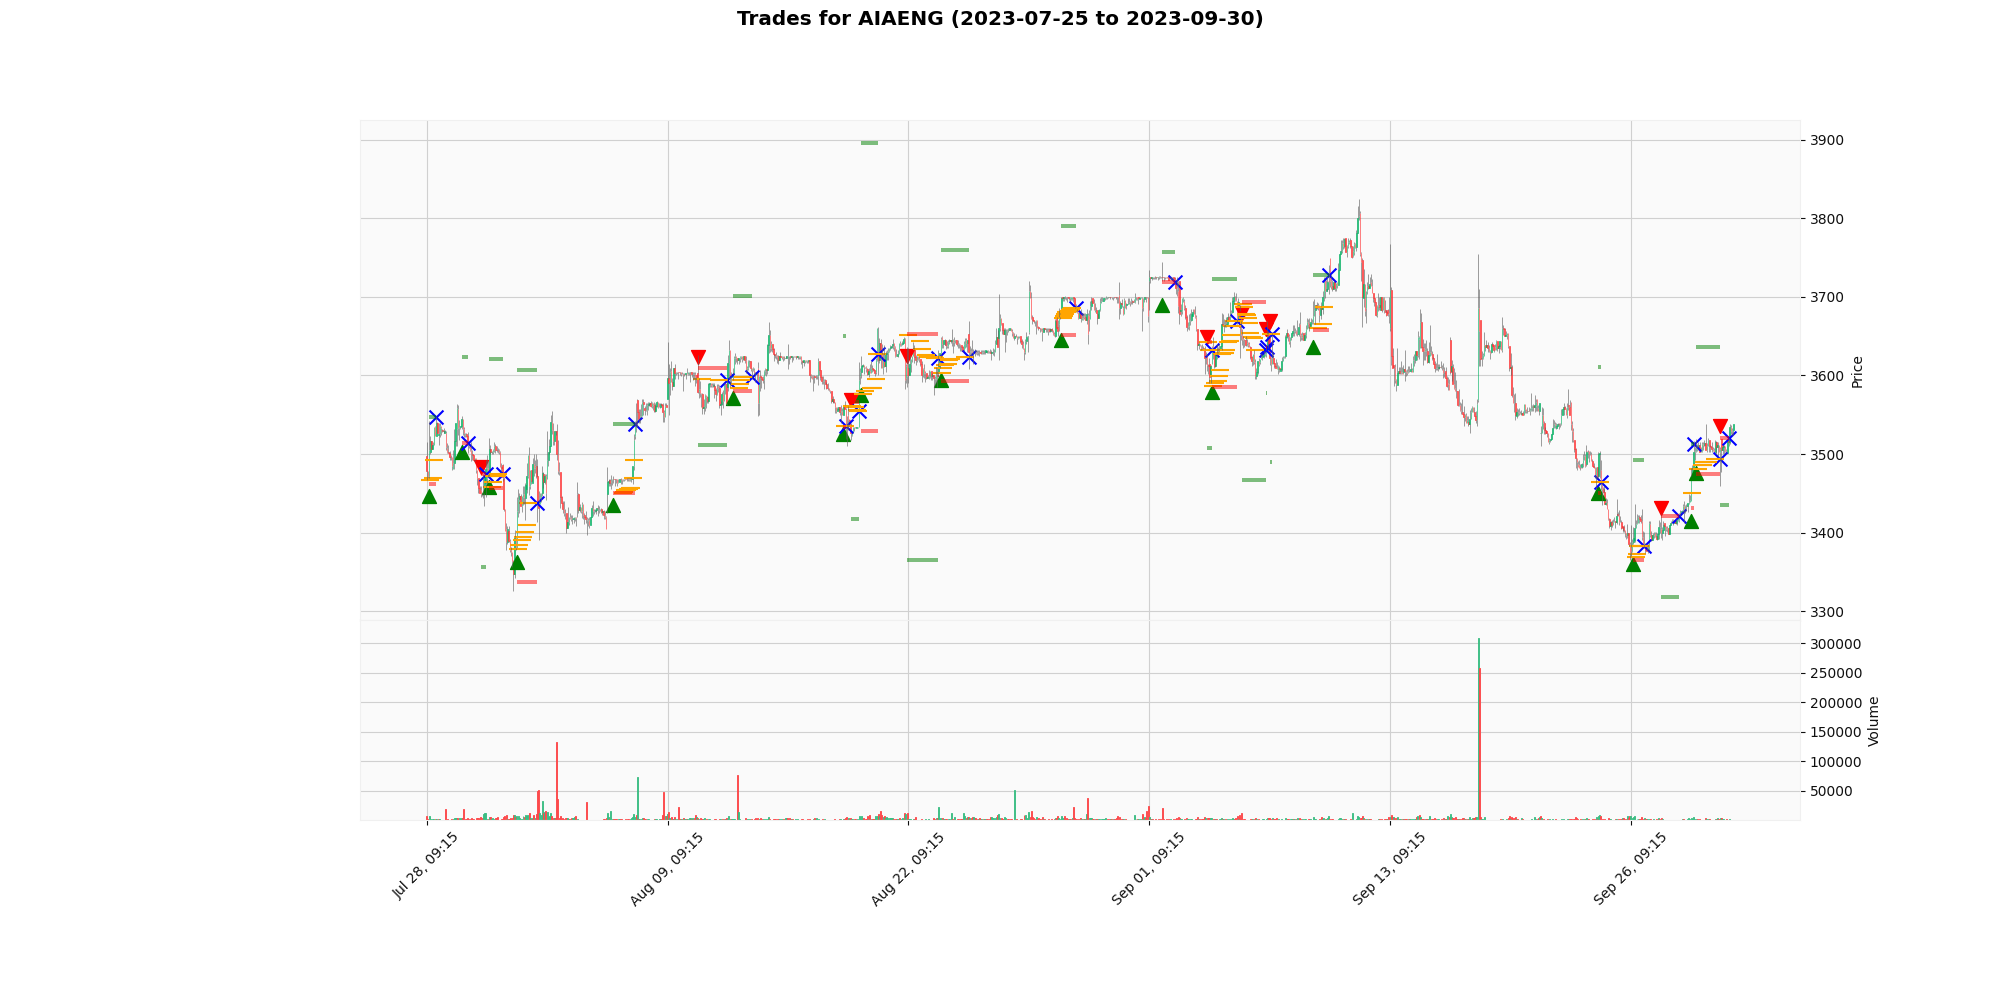 Trades for AIAENG (2023-07-25 to 2023-09-30)
3900
3800
3700
3600
3500
3400
3300
Price
300000
250000
200000
150000
100000
50000
Volume
Jul 28, 09:15
Aug 09, 09:15
Aug 22, 09:15
Sep 01, 09:15
Sep 13, 09:15
Sep 26, 09:15